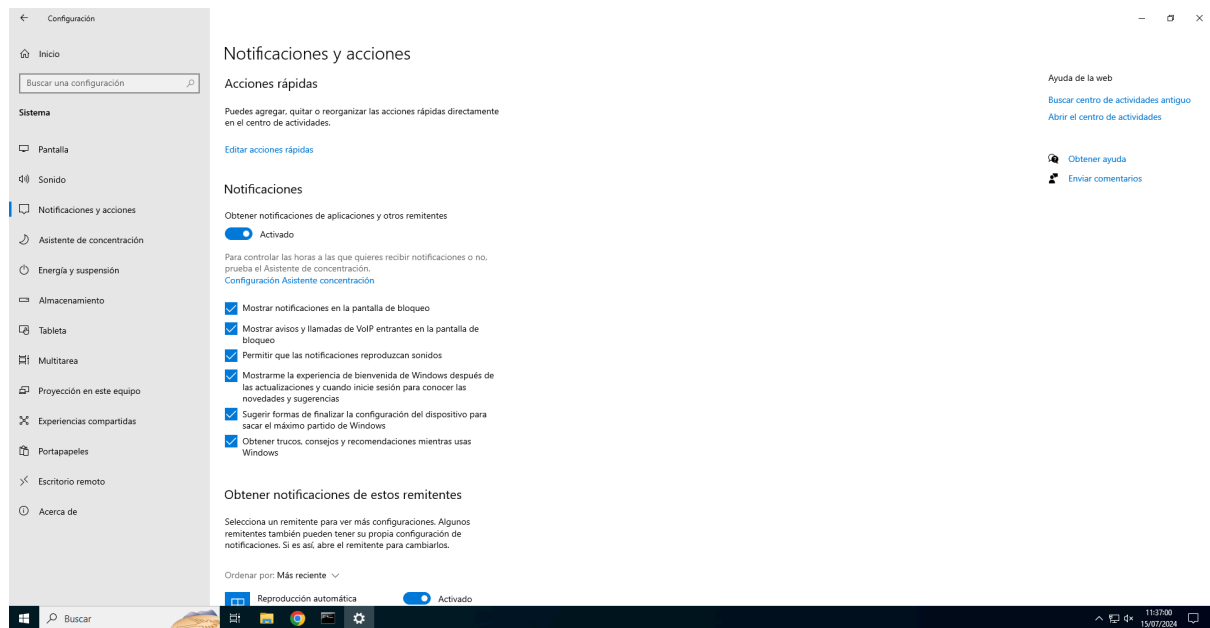 Configuración
Inicio
Buscar una configuración
Sistema
Pantalla
Sonido
Notificaciones y acciones
Asistente de concentración
Energía y suspensión
Almacenamiento
Tableta
Multitarea
Proyección en este equipo
Experiencias compartidas
Portapapeles
Escritorio remoto
Acerca de
Notificaciones y acciones
Acciones rápidas
Puedes agregar, quitar o reorganizar las acciones rápidas directamente
en el centro de actividades.
Editar acciones rápidas
Notificaciones
Obtener notificaciones de aplicaciones y otros remitentes
Activado
Para controlar las horas a las que quieres recibir notificaciones o no,
prueba el Asistente de concentración.
Configuración Asistente concentración
Mostrar notificaciones en la pantalla de bloqueo
Mostrar avisos y llamadas de VoIP entrantes en la pantalla de
bloqueo
Permitir que las notificaciones reproduzcan sonidos
Mostrarme la experiencia de bienvenida de Windows después de
las actualizaciones y cuando inicie sesión para conocer las
novedades y sugerencias
Sugerir formas de finalizar la configuración del dispositivo para
sacar el máximo partido de Windows
Obtener trucos, consejos y recomendaciones mientras usas
Windows
Obtener notificaciones de estos remitentes
Selecciona un remitente para ver más configuraciones. Algunos
remitentes también pueden tener su propia configuración de
notificaciones. Si es así, abre el remitente para cambiarlos.
Ordenar por: Más reciente
Reproducción automática Activado
Ayuda de la web
Buscar centro de actividades antiguo
Abrir el centro de actividades
Obtener ayuda
Enviar comentarios
Buscar
11:37:00
15/07/2024